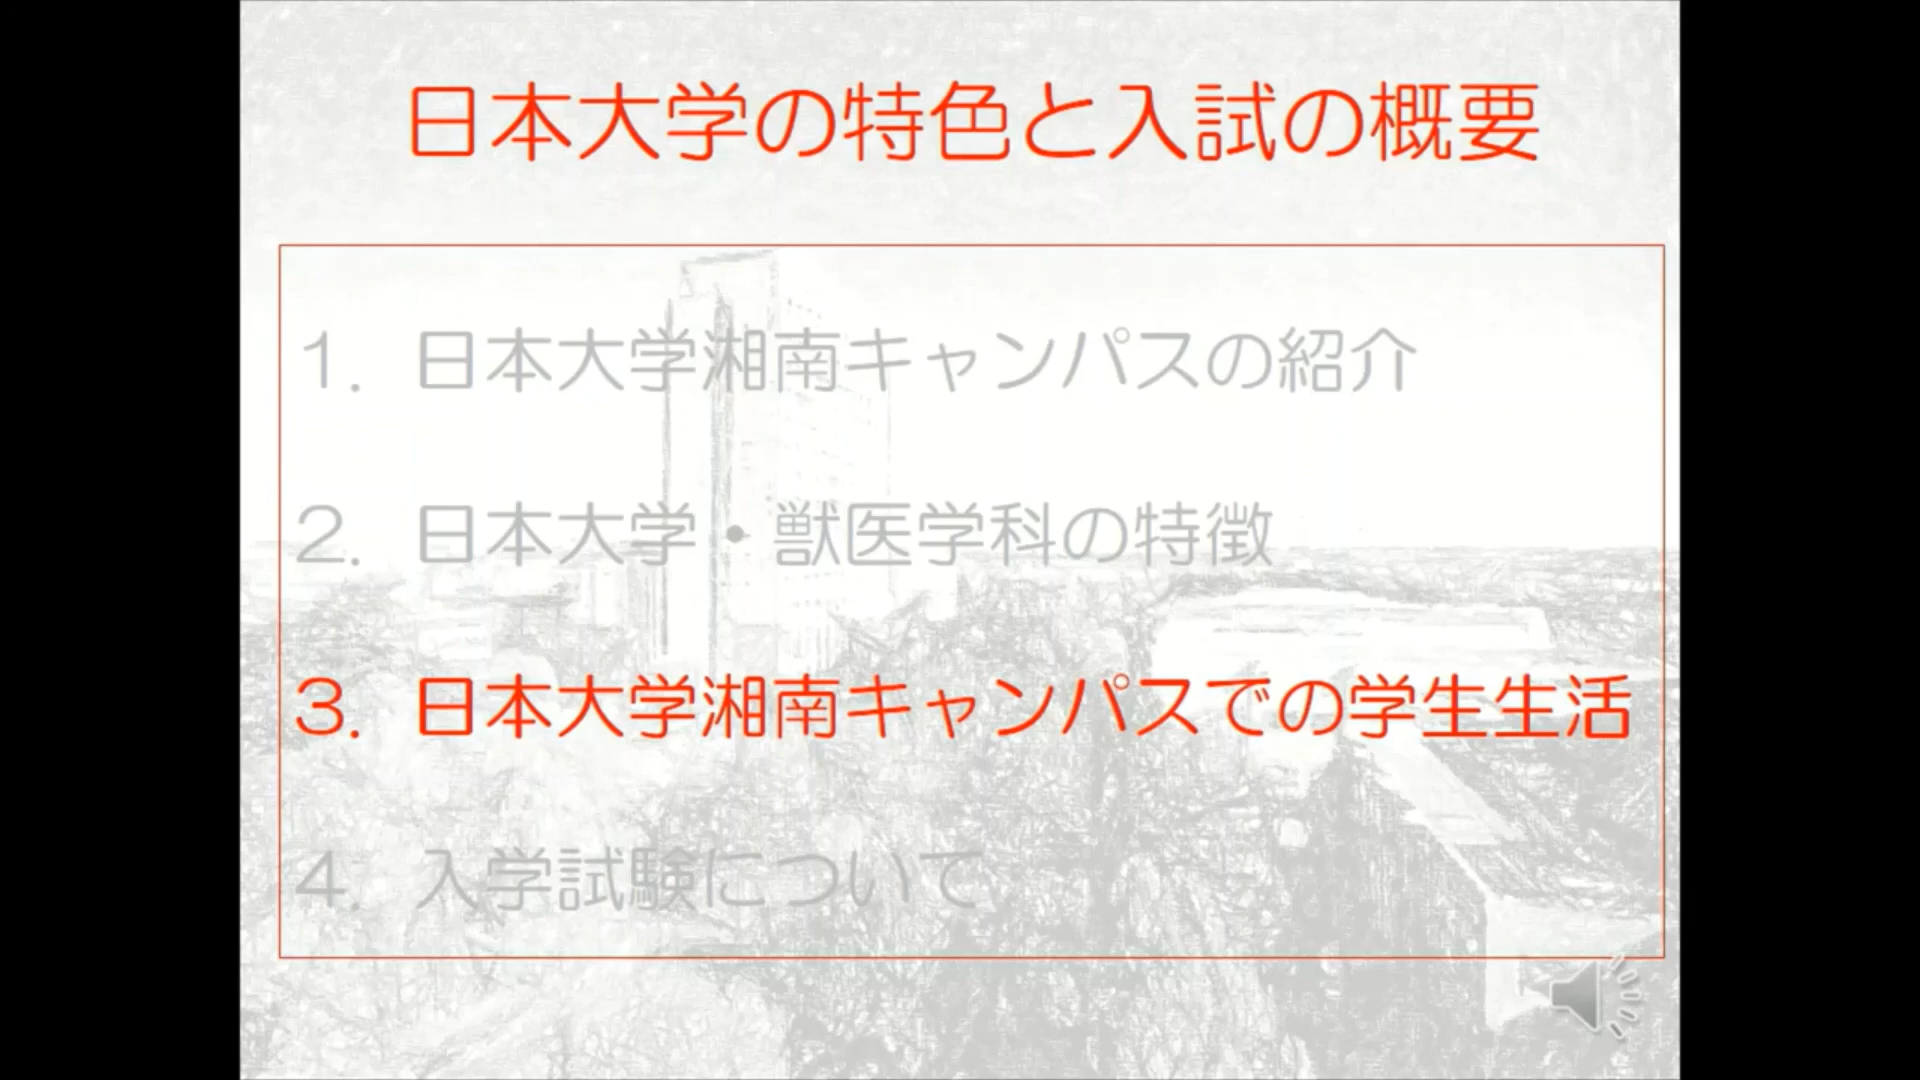 日本大学の特色と入試の概要
１．日本大学湘南キャンパスの紹介
２．日本大学・獣医学科の特徴
３．日本大学湘南キャンパスでの学生生活
４．入学試験について